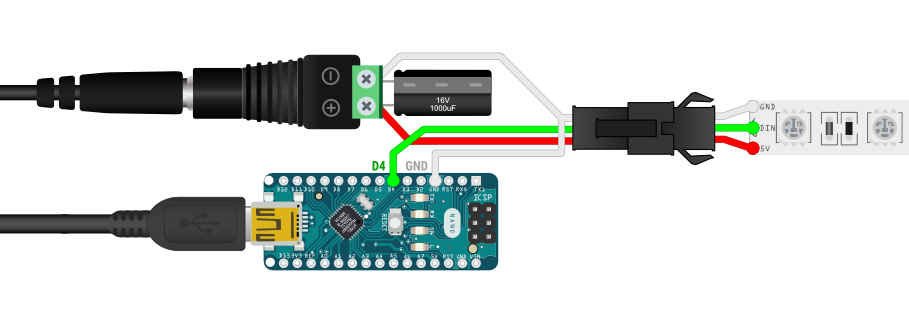 −
+
16V
1000uF
GND
DIN
5V
D4 GND
D12 D11 D10 D9 D8 D7 D6 D5 D4 D3 D2 GND RST RX0 TX1
ICSP
RESET
NANO
D13 3V3 REF A0 A1 A2 A3 A4 A5 A6 A7 5V RST GND VIN